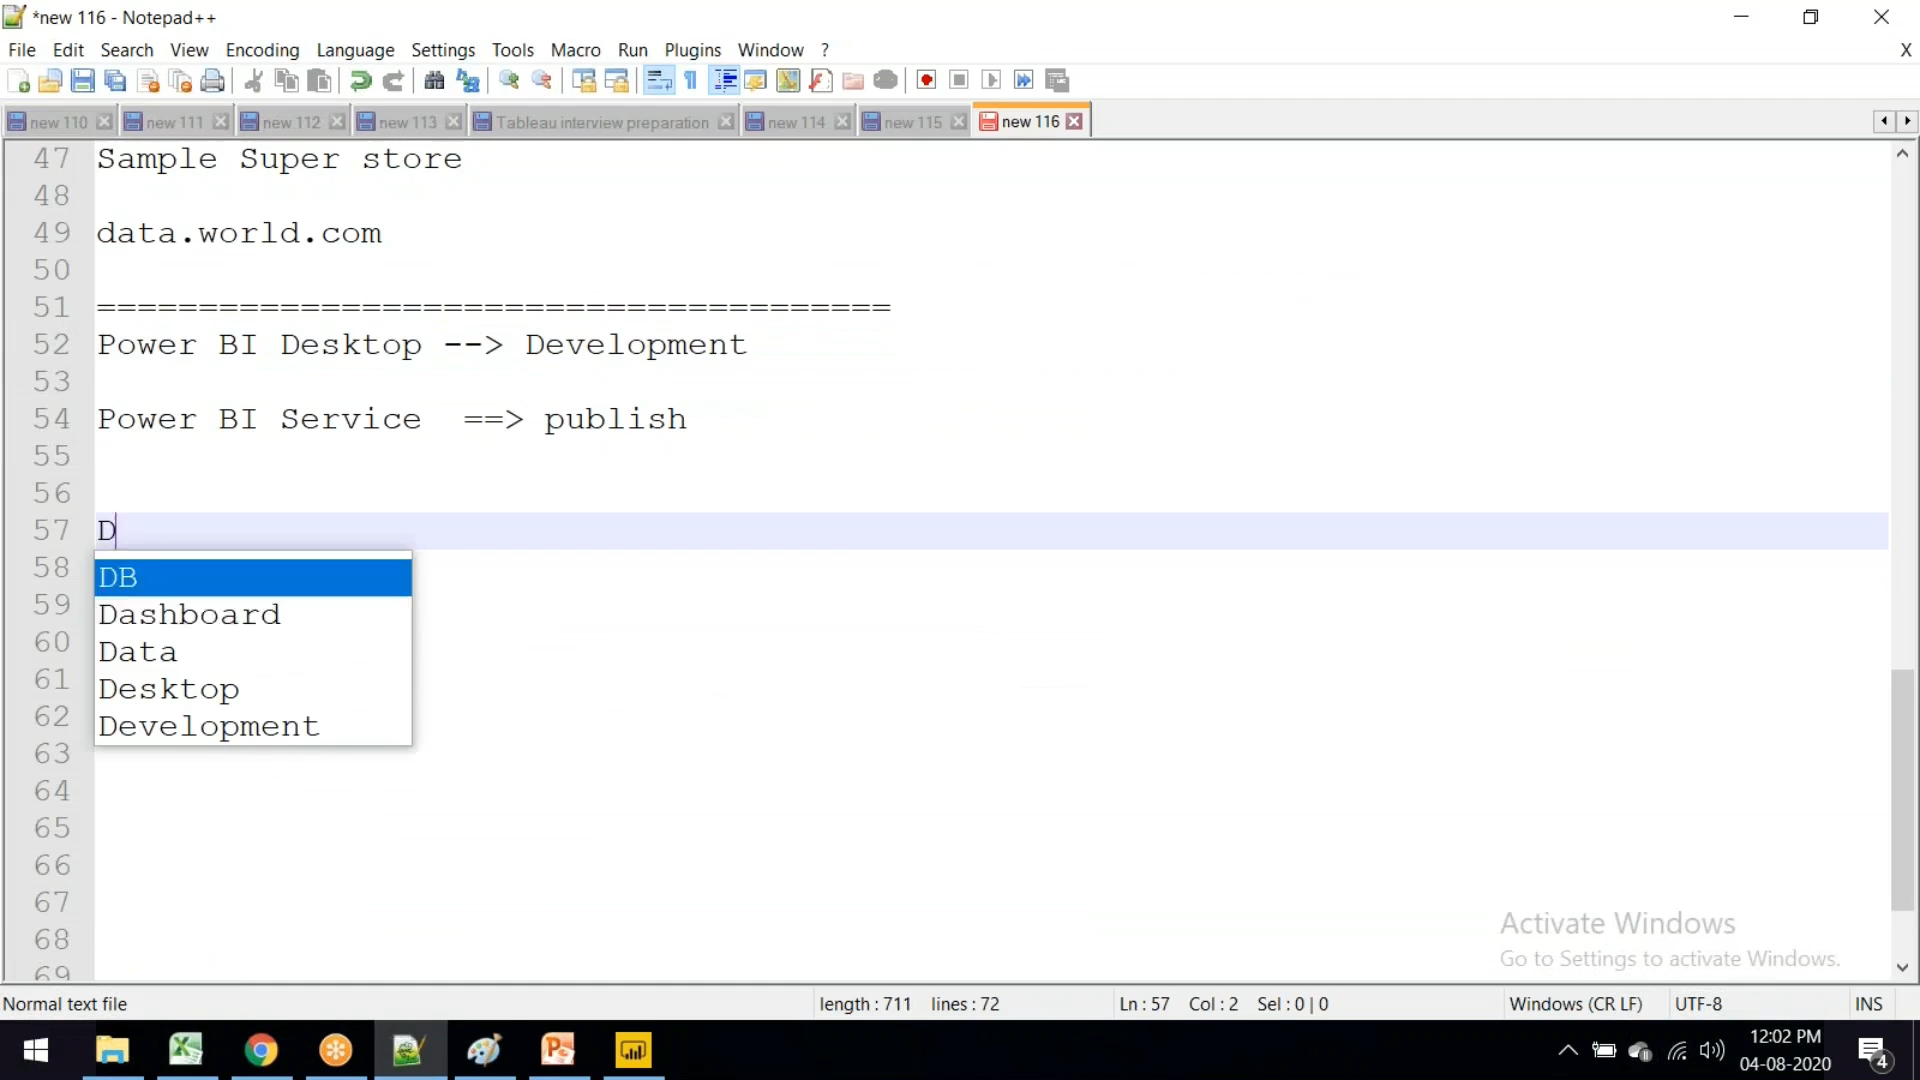 *new 116 - Notepad++
File Edit Search View Encoding Language Settings Tools Macro Run Plugins Window ?
X
new 110 new 111 new 112 new 113 Tableau interview preparation new 114 new 115 new 116
47 Sample Super store
48
49 data.world.com
50
51 =======================================
52 Power BI Desktop --> Development
53
54 Power BI Service ==> publish
55
56
57 D
58 DB
59 Dashboard
60 Data
61 Desktop
62 Development
63
64
65
66
67
68
69
Activate Windows
Go to Settings to activate Windows.
Normal text file length : 711 lines : 72 Ln : 57 Col : 2 Sel : 0 | 0 Windows (CR LF) UTF-8 INS
12:02 PM
04-08-2020
4